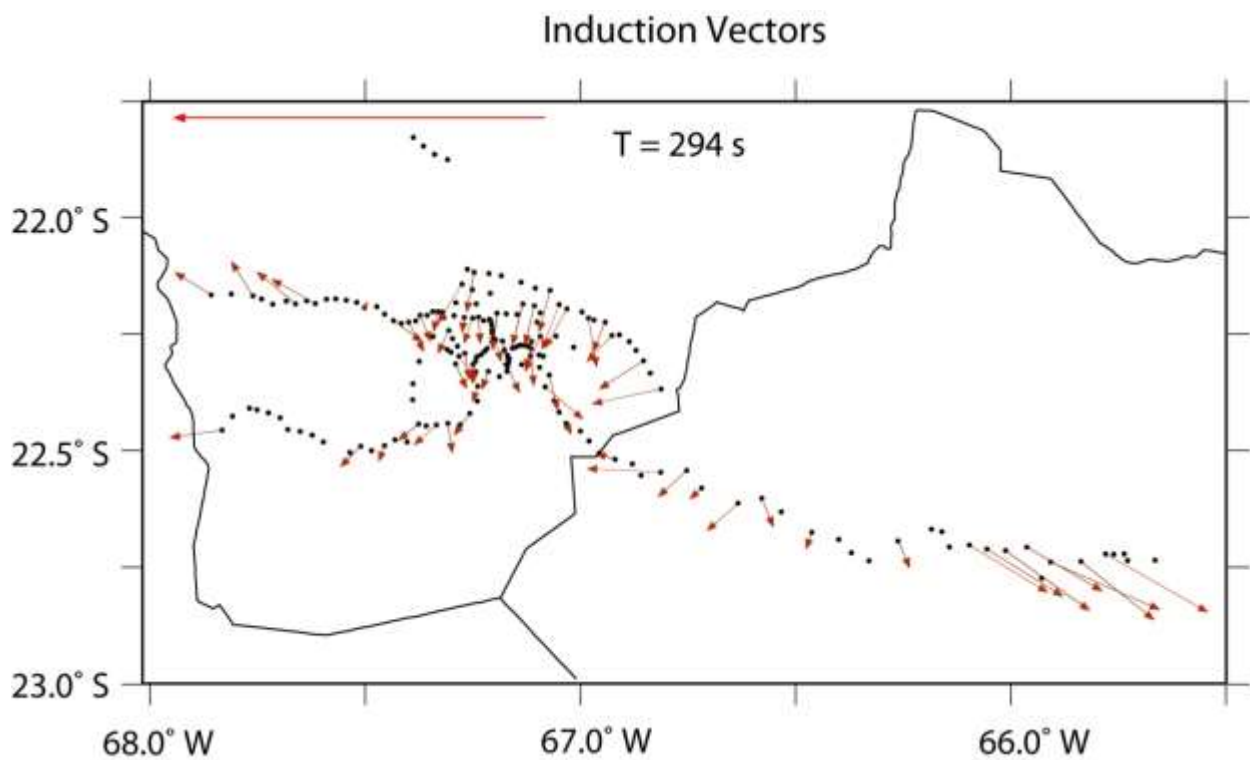 Induction Vectors
T = 294 s
22.0° S
22.5° S
23.0° S
68.0° W
67.0° W
66.0° W